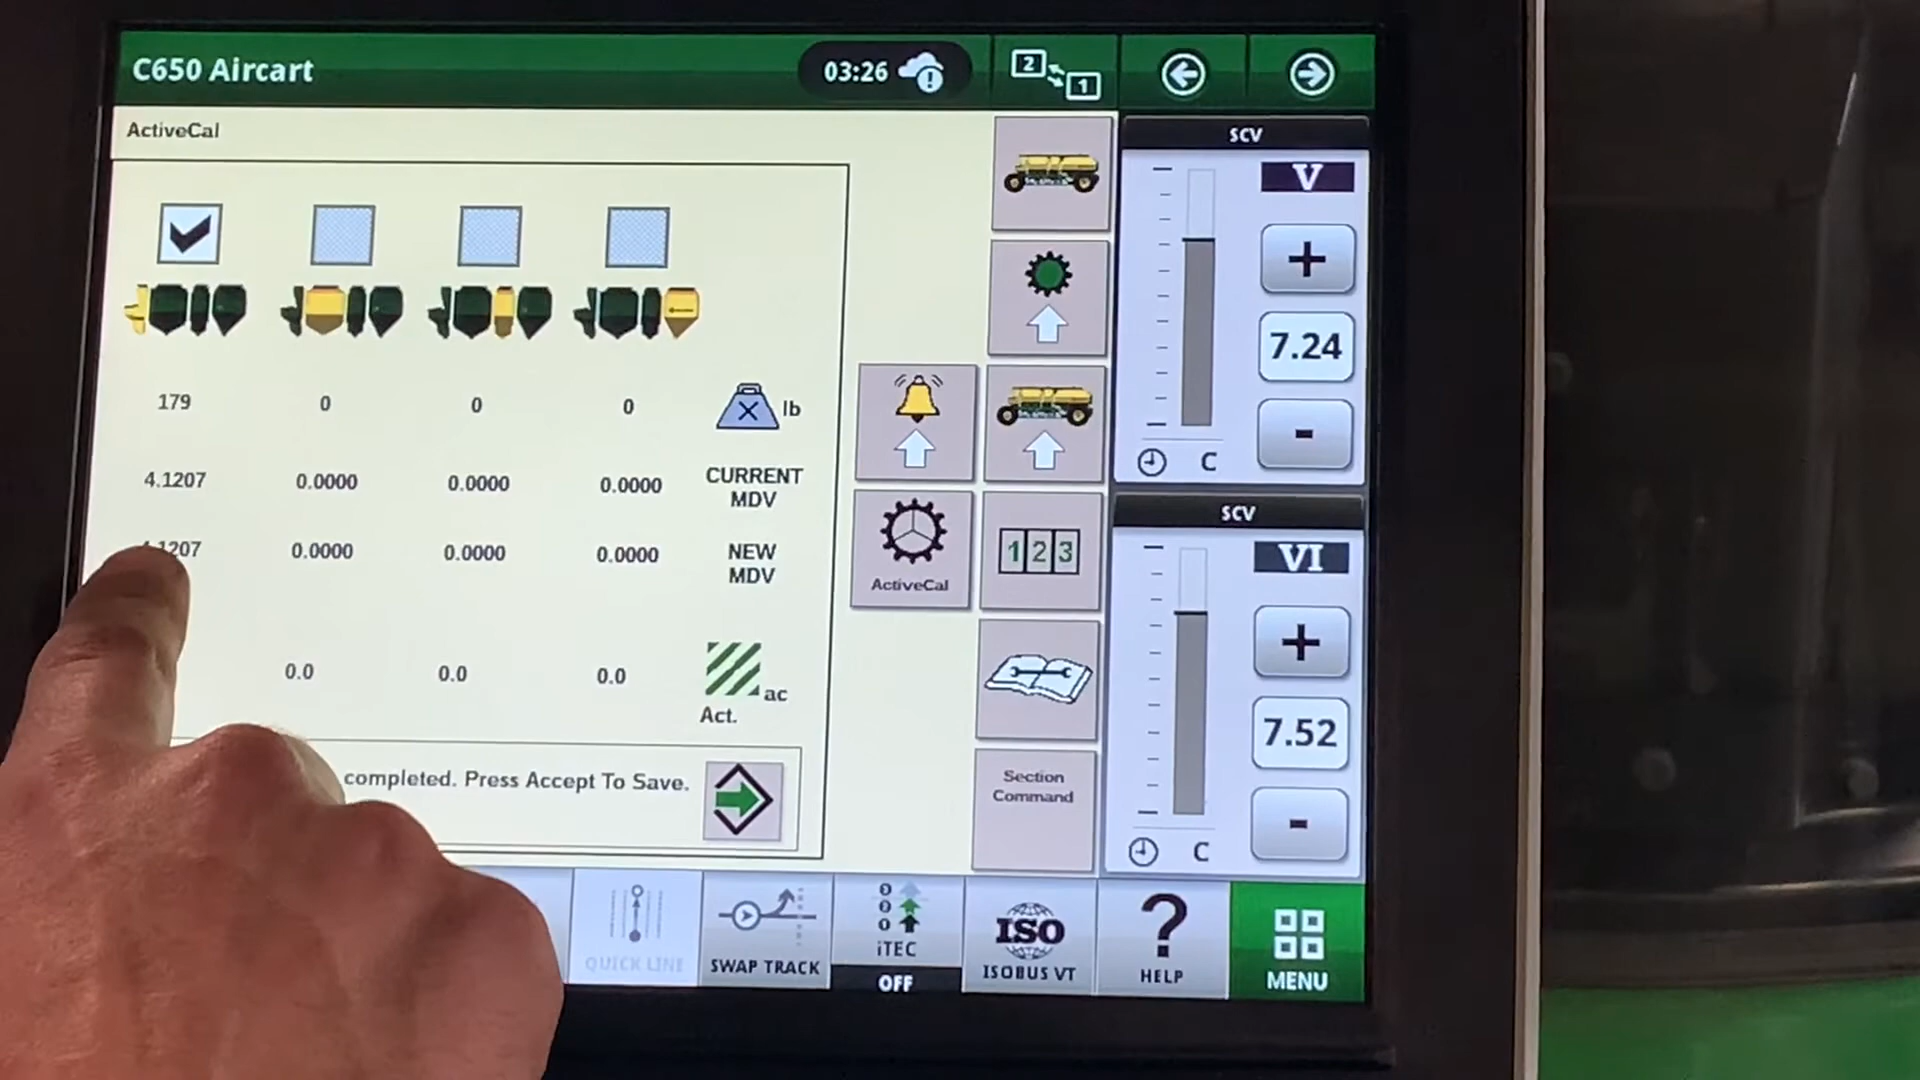 C650 Aircart
03:26
2
1
ActiveCal
179 0 0 0 lb
4.1207 0.0000 0.0000 0.0000 CURRENT
MDV
1207 0.0000 0.0000 0.0000 NEW
MDV
0.0 0.0 0.0 ac
Act.
completed. Press Accept To Save.
ActiveCal
1 2 3
Section
Command
SCV
V
+
7.24
-
C
SCV
VI
+
7.52
-
C
QUICK LINE
SWAP TRACK
iTEC
OFF
ISO
ISOBUS VT
?
HELP
MENU